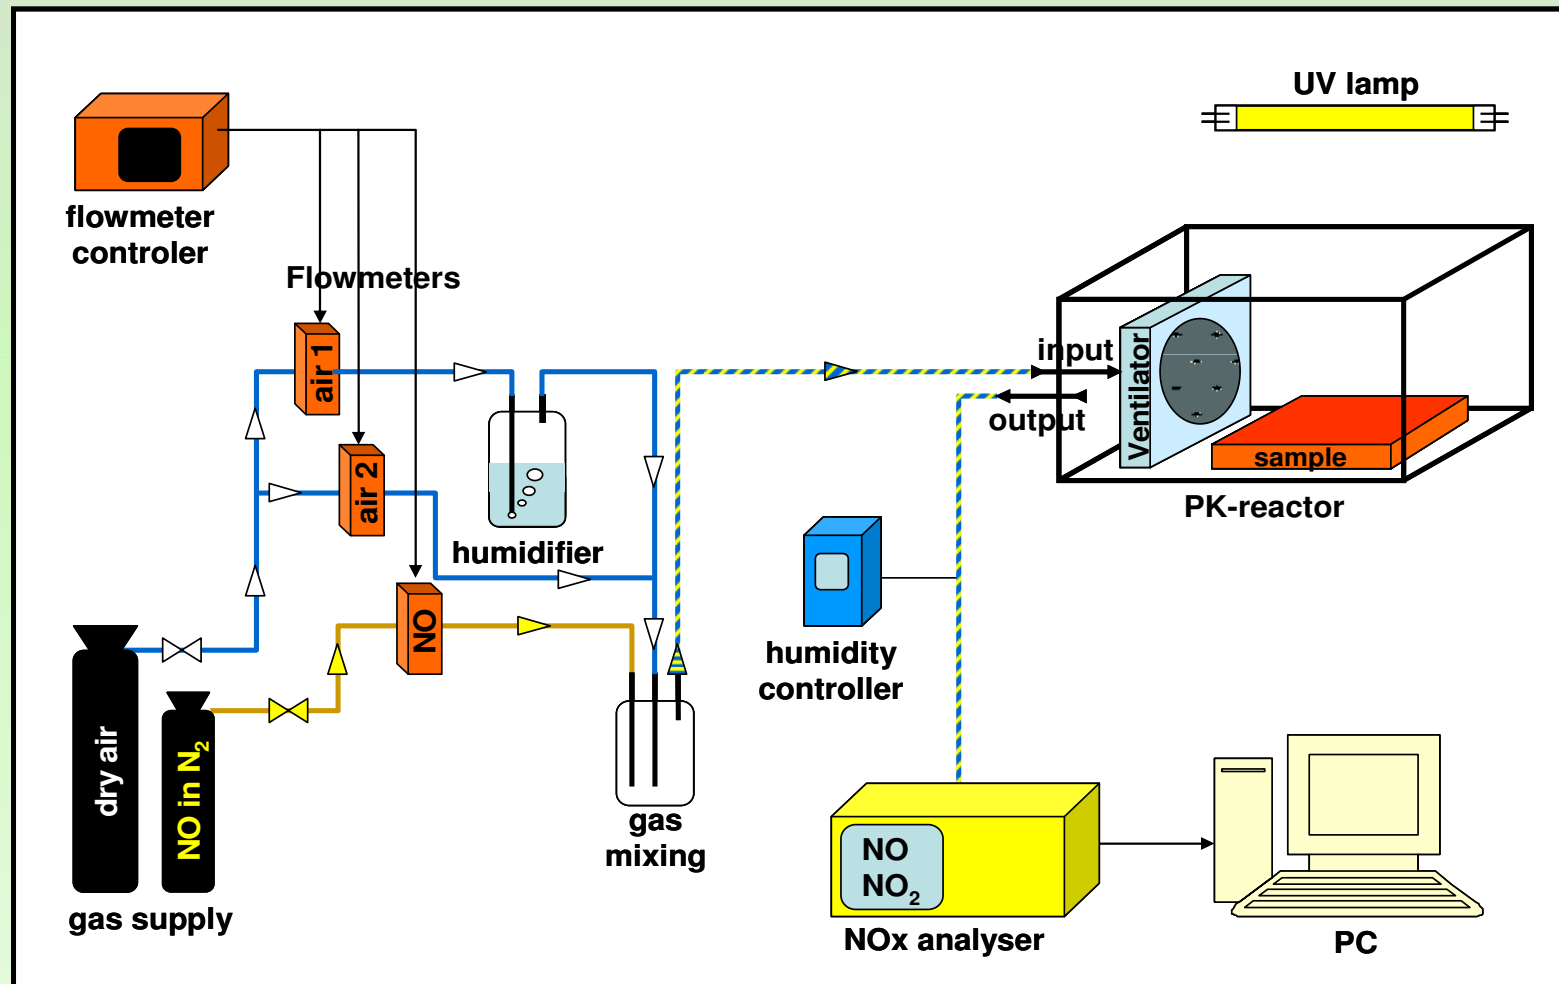 UV lamp
flowmeter
controler
Flowmeters
air 1
air 2
NO
humidifier
input
output
Ventilator
sample
PK-reactor
humidity
controller
dry air
NO in N₂
gas supply
gas
mixing
NO
NO₂
NOx analyser
PC